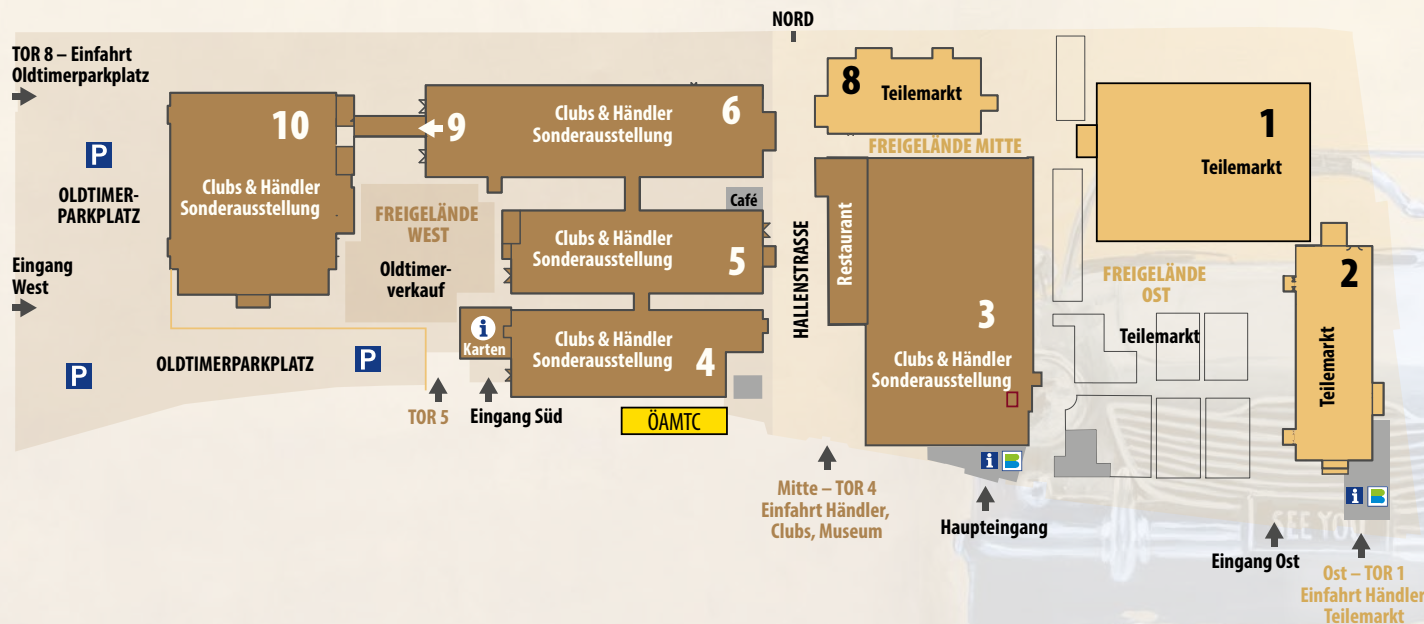 NORD
TOR 8 – Einfahrt
Oldtimerparkplatz
P
OLDTIMER-
PARKPLATZ
Eingang
West
P
OLDTIMERPARKPLATZ
P
10
Clubs & Händler
Sonderausstellung
9
Clubs & Händler
Sonderausstellung
6
FREIGELÄNDE
WEST
Oldtimer-
verkauf
Café
Clubs & Händler
Sonderausstellung
5
i
Karten
Clubs & Händler
Sonderausstellung
4
TOR 5
Eingang Süd
ÖAMTC
HALLENSTRASSE
8
Teilemarkt
FREIGELÄNDE MITTE
Restaurant
3
Clubs & Händler
Sonderausstellung
Mitte – TOR 4
Einfahrt Händler,
Clubs, Museum
i
Haupteingang
1
Teilemarkt
FREIGELÄNDE
OST
Teilemarkt
2
Teilemarkt
i
SEE YOU
Eingang Ost
Ost – TOR 1
Einfahrt Händler
Teilemarkt